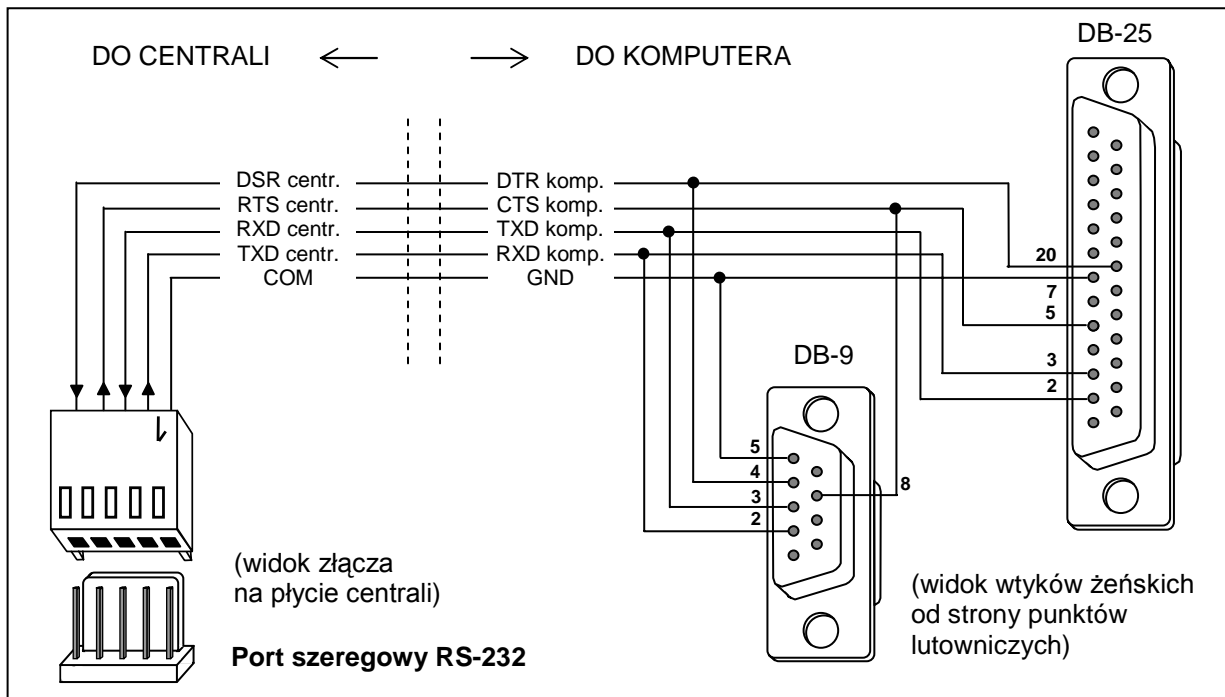 DB-25
DO CENTRALI
DO KOMPUTERA
DSR centr.
DTR komp.
RTS centr.
CTS komp.
RXD centr.
TXD komp.
TXD centr.
RXD komp.
COM
GND
20
7
5
3
2
DB-9
5
4
3
2
8
(widok złącza
na płycie centrali)
Port szeregowy RS-232
(widok wtyków żeńskich
od strony punktów
lutowniczych)